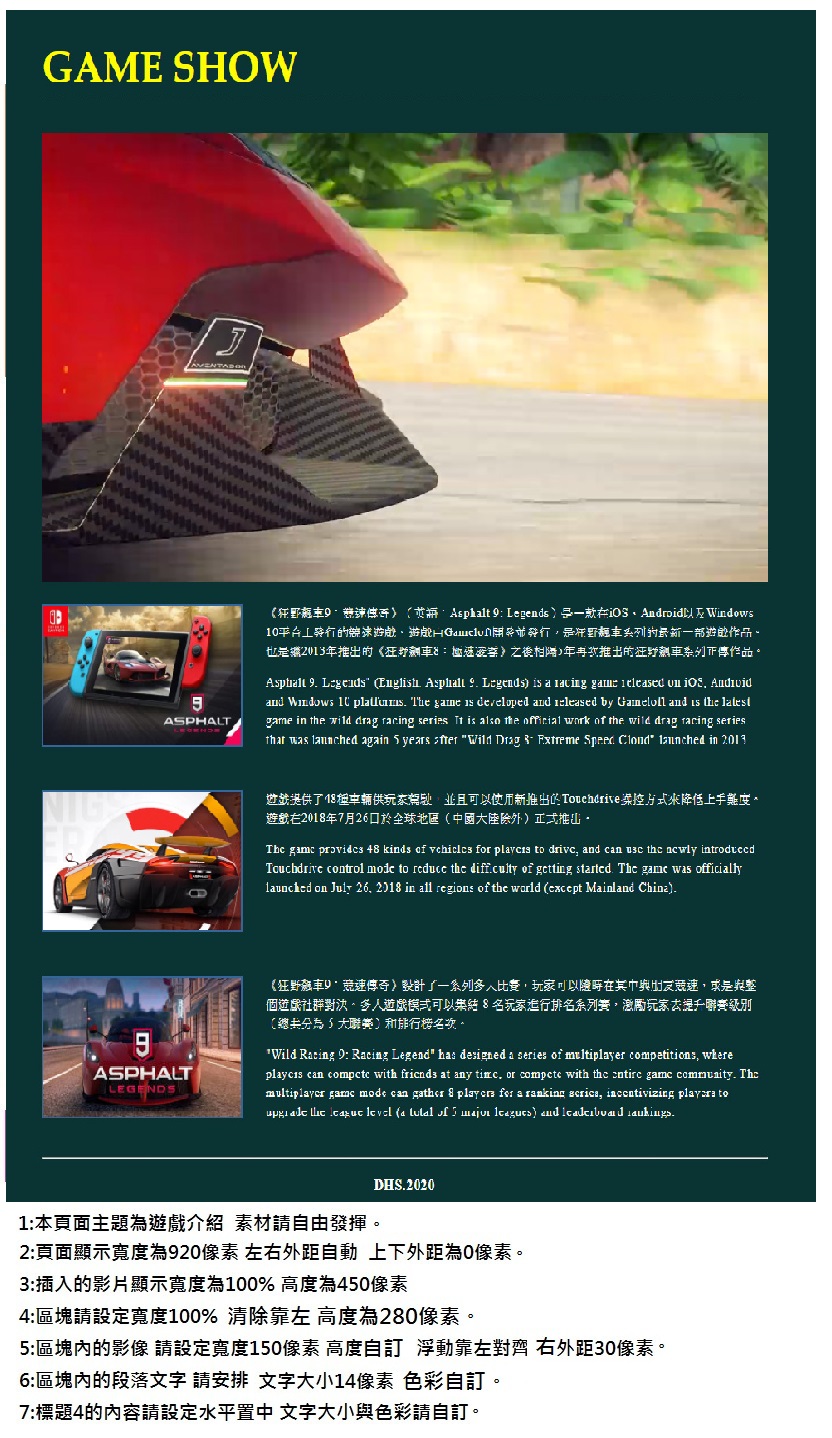 GAME SHOW
J
AVENTADOR
《狂野飆車9：競速傳奇》（英語：Asphalt 9: Legends）是一款在iOS、Android以及Windows
10平台上發行的競速遊戲。遊戲由Gameloft開發並發行，是狂野飆車系列的最新一部遊戲作品。
也是繼2013年推出的《狂野飆車8：極速凌雲》之後相隔5年再次推出的狂野飆車系列正傳作品。
ASPHALT
LEGENDS
9
Asphalt 9: Legends" (English: Asphalt 9: Legends) is a racing game released on iOS, Android
and Windows 10 platforms. The game is developed and released by Gameloft and is the latest
game in the wild drag racing series. It is also the official work of the wild drag racing series
that was launched again 5 years after "Wild Drag 8: Extreme Speed Cloud" launched in 2013.
遊戲提供了48種車輛供玩家駕駛，並且可以使用新推出的Touchdrive操控方式來降低上手難度。
遊戲在2018年7月26日於全球地區（中國大陸除外）正式推出。
The game provides 48 kinds of vehicles for players to drive, and can use the newly introduced
Touchdrive control mode to reduce the difficulty of getting started. The game was officially
launched on July 26, 2018 in all regions of the world (except Mainland China).
《狂野飆車9：競速傳奇》設計了一系列多人比賽，玩家可以隨時在其中與朋友競速，或是與整
個遊戲社群對決。多人遊戲模式可以集結 8 名玩家進行排名系列賽，激勵玩家去提升聯賽級別
（總共分為 5 大聯賽）和排行榜名次。
9
ASPHALT
LEGENDS
"Wild Racing 9: Racing Legend" has designed a series of multiplayer competitions, where
players can compete with friends at any time, or compete with the entire game community. The
multiplayer game mode can gather 8 players for a ranking series, incentivizing players to
upgrade the league level (a total of 5 major leagues) and leaderboard rankings.
DHS.2020
1:本頁面主題為遊戲介紹 素材請自由發揮。
2:頁面顯示寬度為920像素 左右外距自動 上下外距為0像素。
3:插入的影片顯示寬度為100% 高度為450像素
4:區塊請設定寬度100% 清除靠左 高度為280像素。
5:區塊內的影像 請設定寬度150像素 高度自訂 浮動靠左對齊 右外距30像素。
6:區塊內的段落文字 請安排 文字大小14像素 色彩自訂。
7:標題4的內容請設定水平置中 文字大小與色彩請自訂。